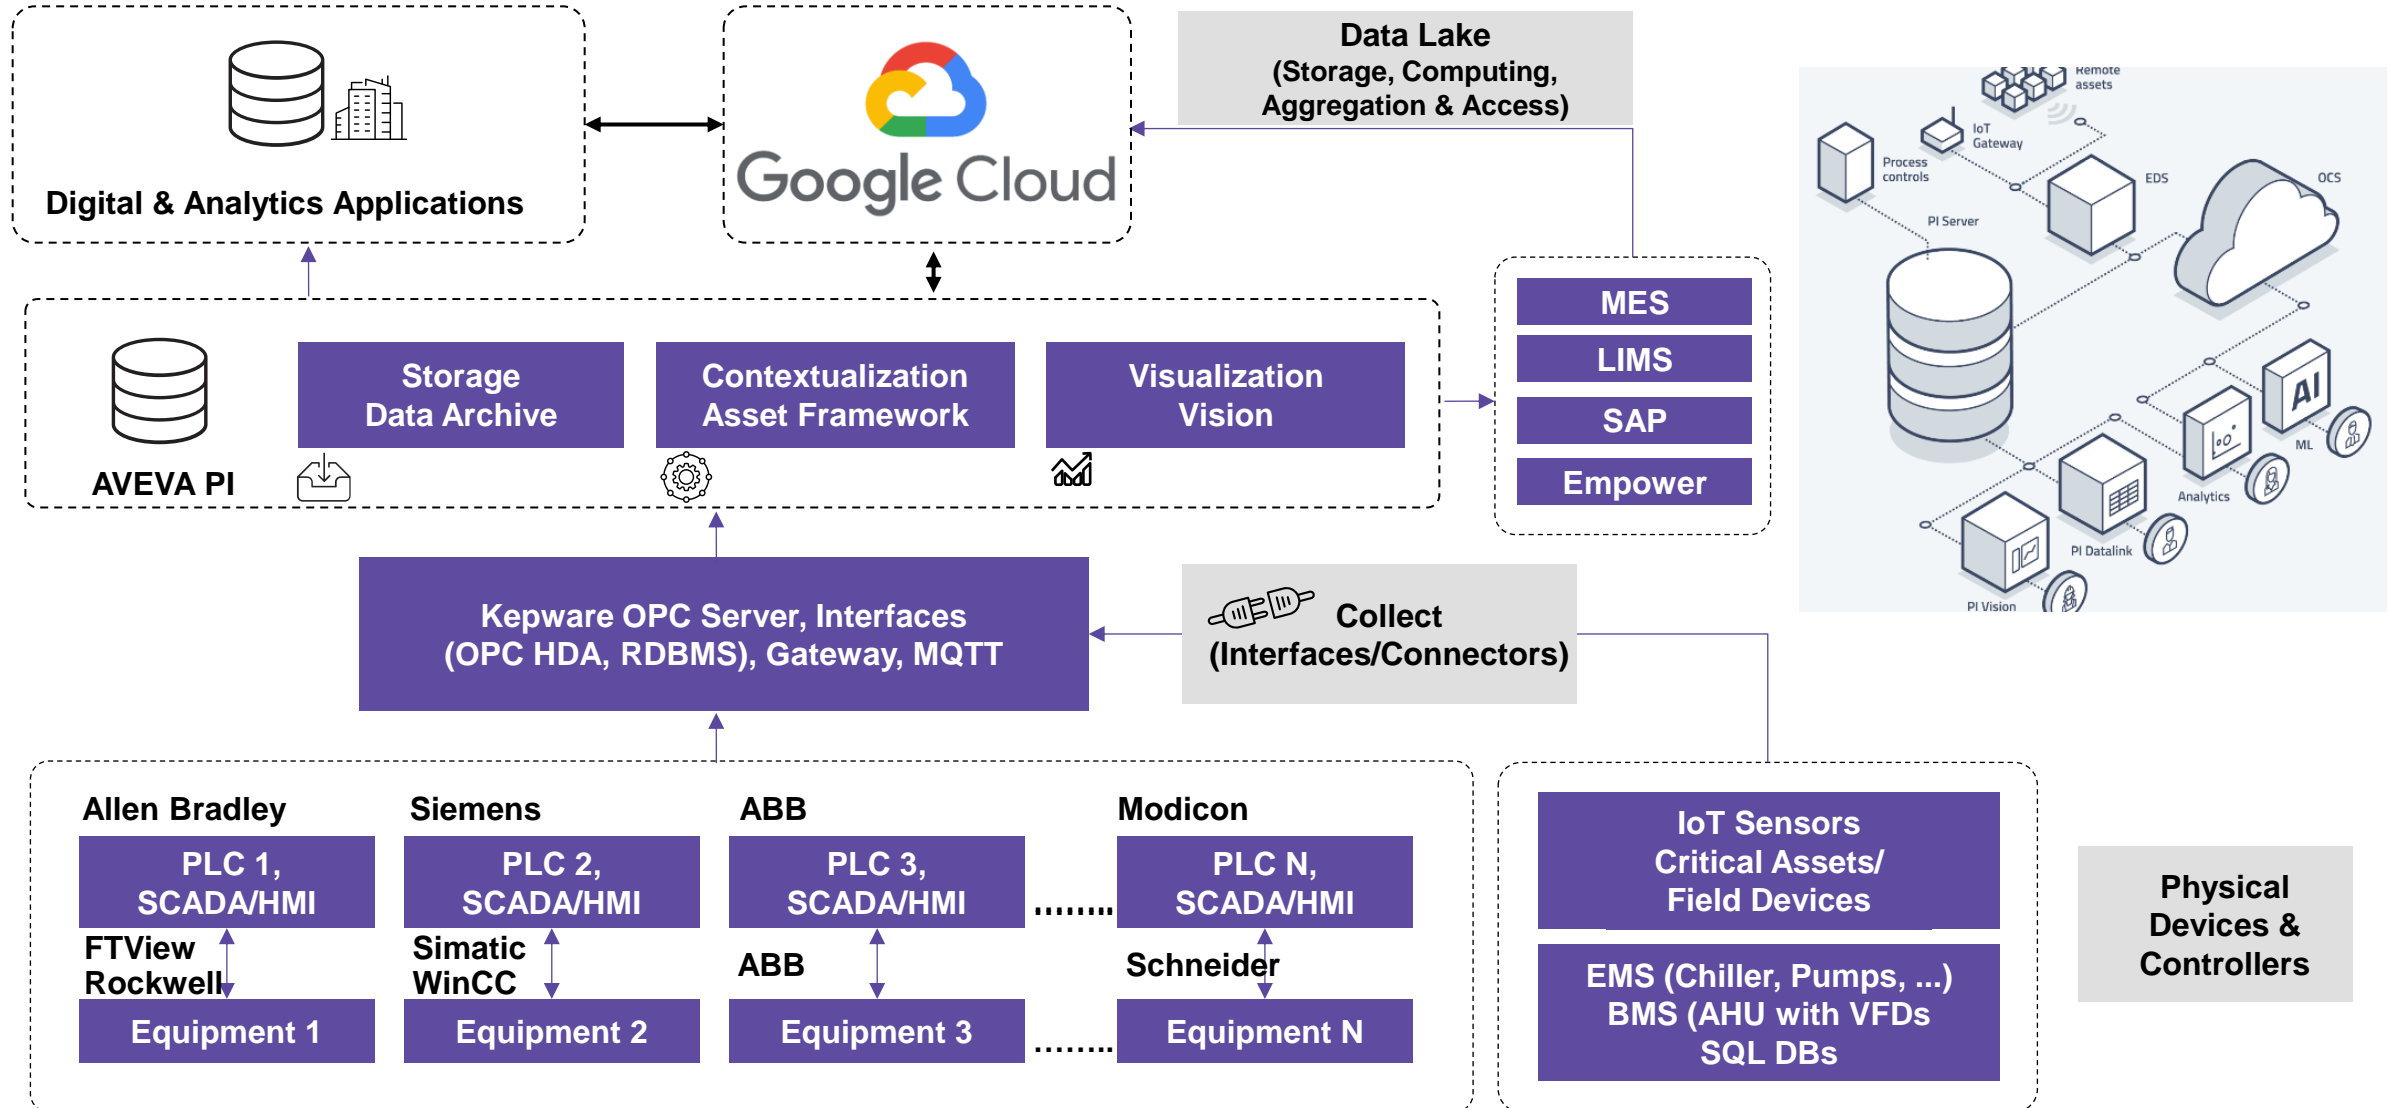 Data Lake
(Storage, Computing,
Aggregation & Access)
Google Cloud
Digital & Analytics Applications
Remote
assets
IoT
Gateway
Process
controls
EDS
OCS
PI Server
AI
ML
Analytics
PI Datalink
PI Vision
MES
LIMS
SAP
Empower
Storage
Data Archive
Contextualization
Asset Framework
Visualization
Vision
AVEVA PI
Kepware OPC Server, Interfaces
(OPC HDA, RDBMS), Gateway, MQTT
Collect
(Interfaces/Connectors)
Allen Bradley
Siemens
ABB
Modicon
PLC 1,
SCADA/HMI
PLC 2,
SCADA/HMI
PLC 3,
SCADA/HMI
........
PLC N,
SCADA/HMI
FTView
Rockwell
Simatic
WinCC
ABB
Schneider
Equipment 1
Equipment 2
Equipment 3
........
Equipment N
IoT Sensors
Critical Assets/
Field Devices
EMS (Chiller, Pumps, ...)
BMS (AHU with VFDs
SQL DBs
Physical
Devices &
Controllers